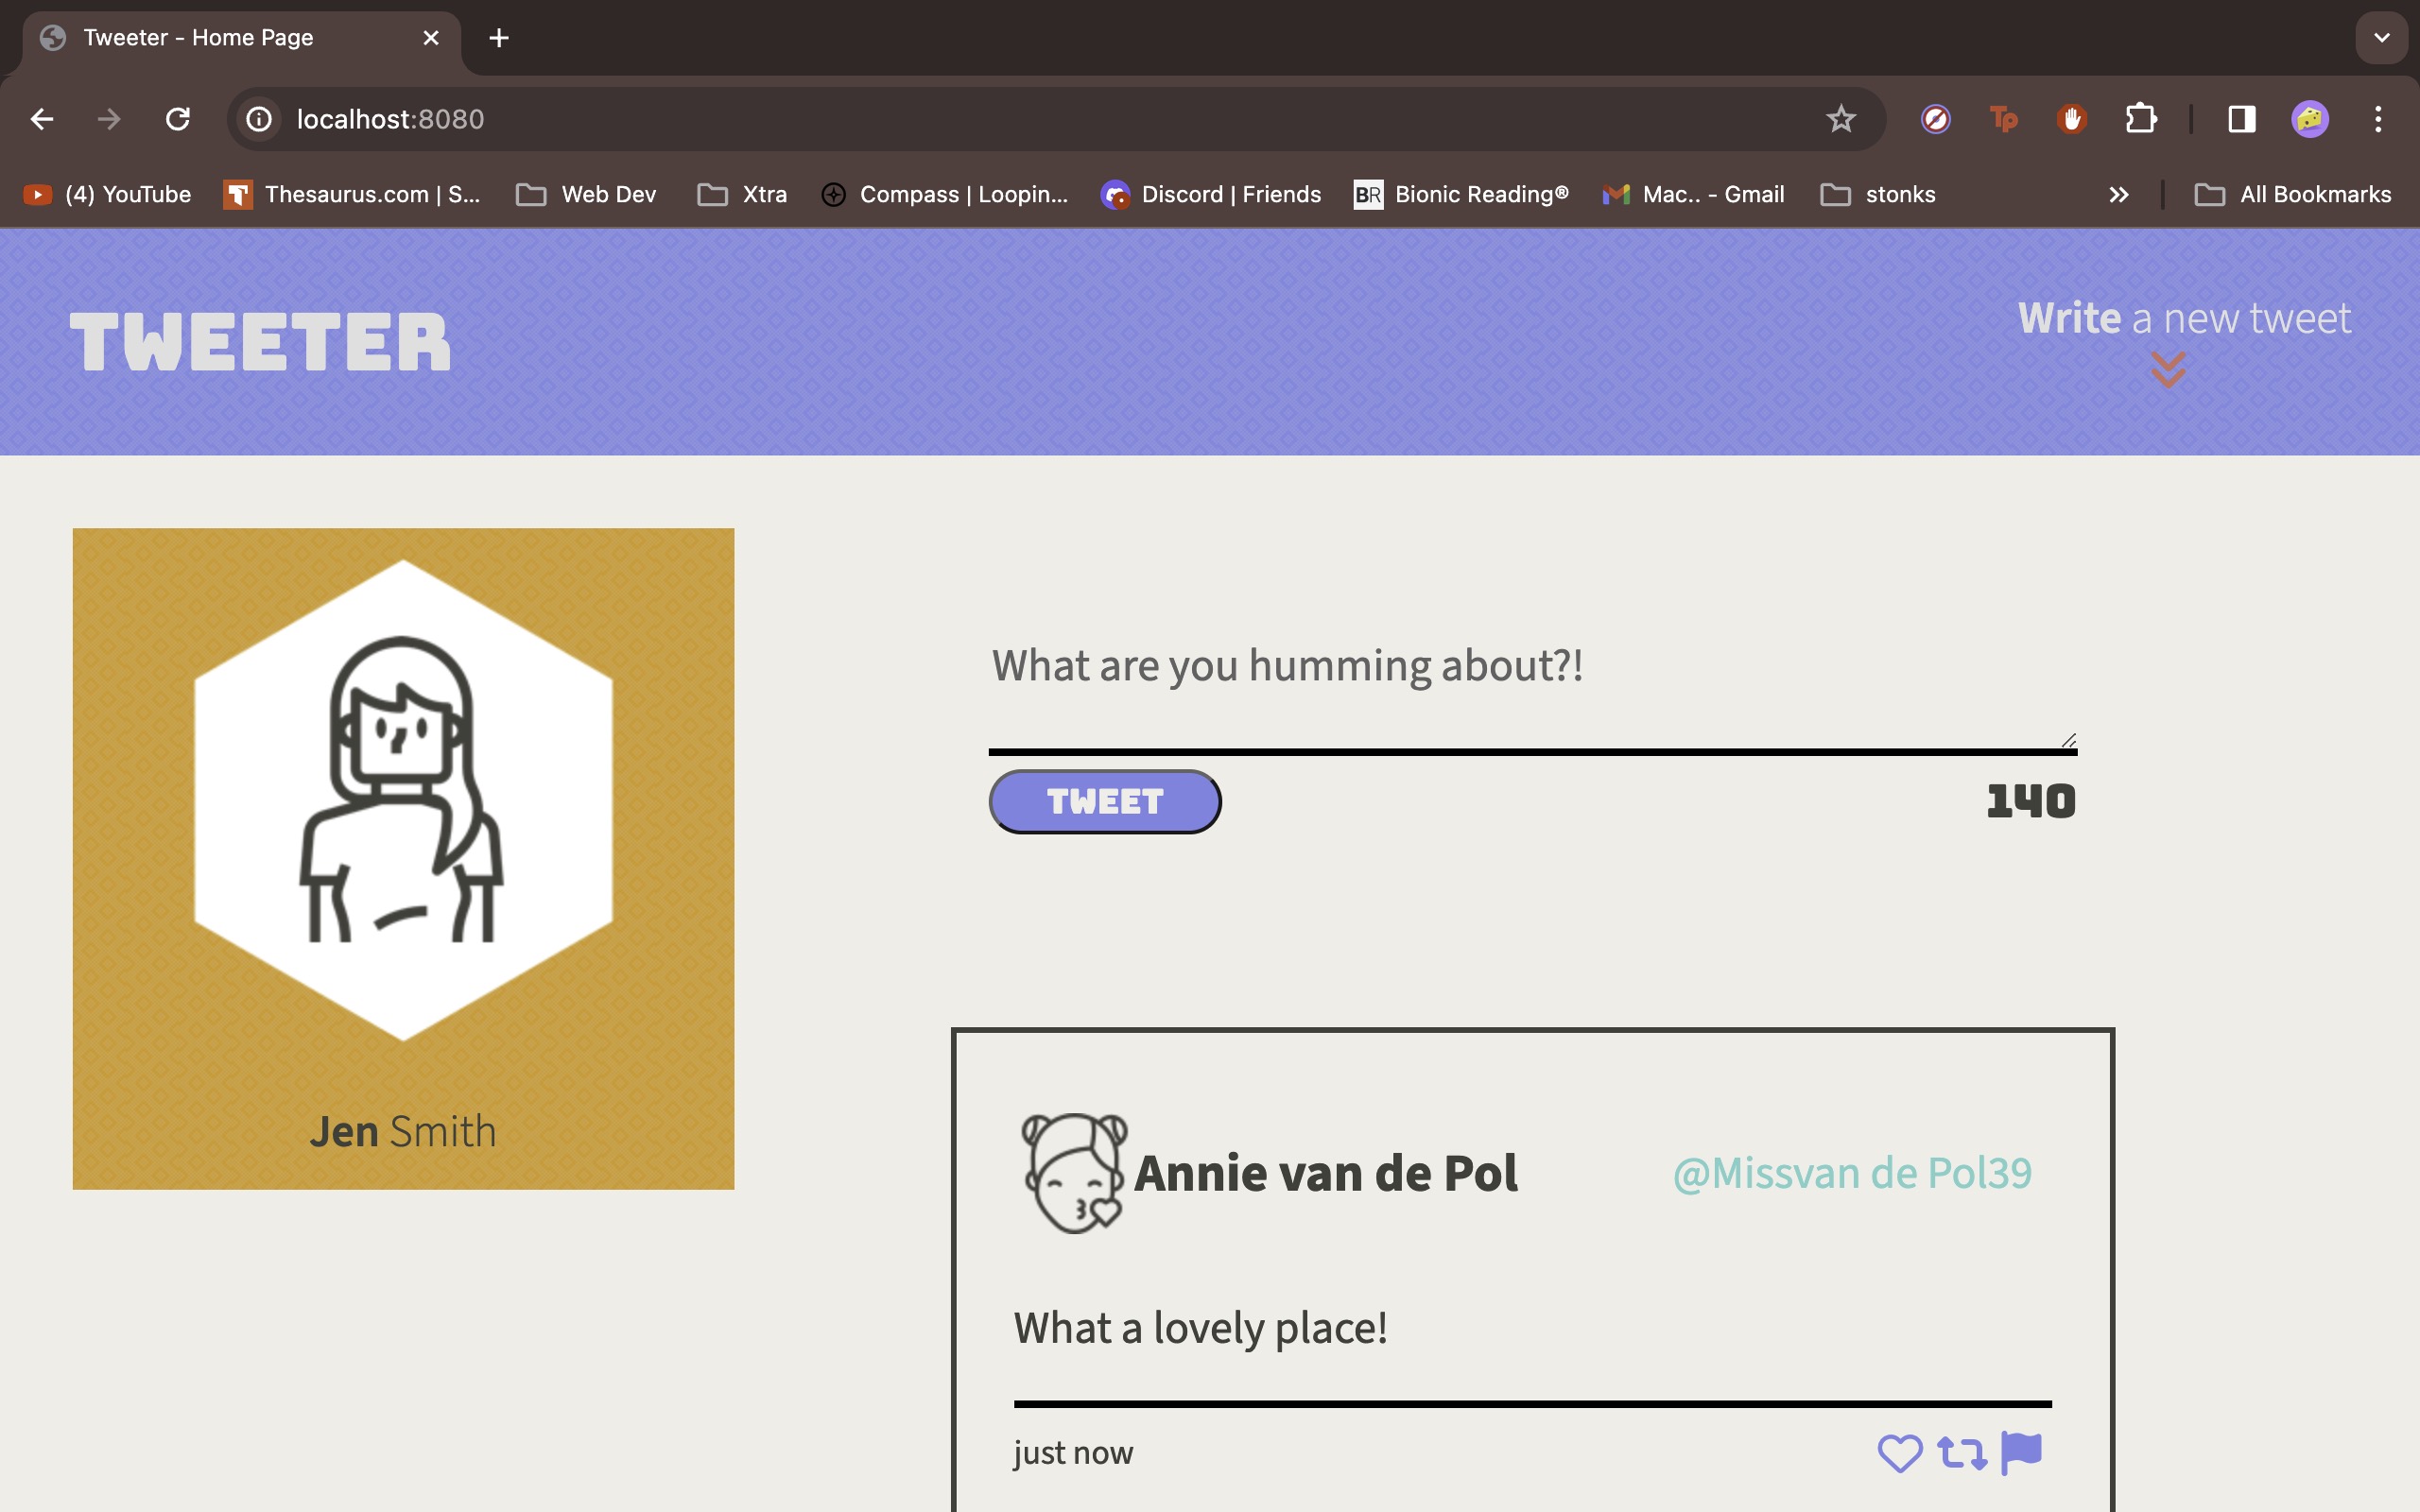 Tweeter - Home Page
localhost:8080
Tp
(4) YouTube
Thesaurus.com | S...
Web Dev
Xtra
Compass | Loopin...
Discord | Friends
BR
Bionic Reading®
Mac.. - Gmail
stonks
All Bookmarks
TWEETER
Write a new tweet
What are you humming about?!
TWEET
140
Jen Smith
Annie van de Pol
@Missvan de Pol39
What a lovely place!
just now